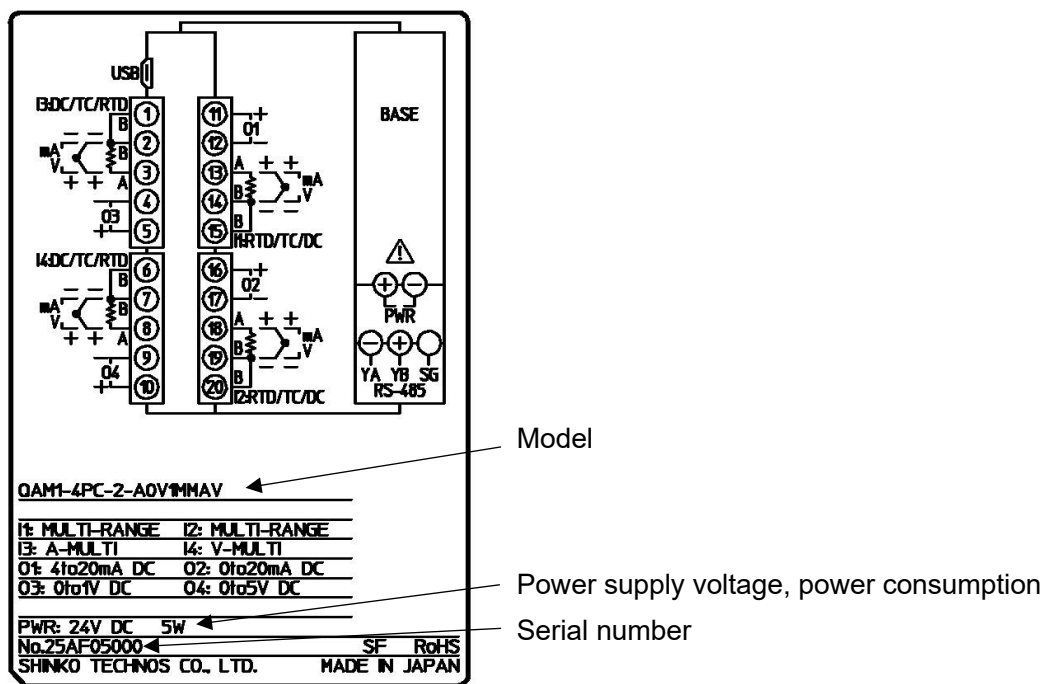 USB
I3:DC/TC/RTD
B
B
A
mA
V
− −
+ +
1
2
3
4
5
− O3
+
I4:DC/TC/RTD
B
B
A
mA
V
− −
+ +
6
7
8
9
10
− O4
+
11
12
13
14
15
+ O1
−
A
B
B
+ +
mA
V
− −
I1:RTD/TC/DC
16
17
18
19
20
+ O2
−
A
B
B
+ +
mA
V
− −
I2:RTD/TC/DC
BASE
+ −
PWR
− +
YA YB SG
RS-485
Model
QAM1-4PC-2-A0V1MMAV
I1: MULTI-RANGE I2: MULTI-RANGE
I3: A-MULTI I4: V-MULTI
O1: 4to20mA DC O2: 0to20mA DC
O3: 0to1V DC O4: 0to5V DC
Power supply voltage, power consumption
PWR: 24V DC 5W
Serial number
No.25AF05000 SF RoHS
SHINKO TECHNOS CO., LTD. MADE IN JAPAN